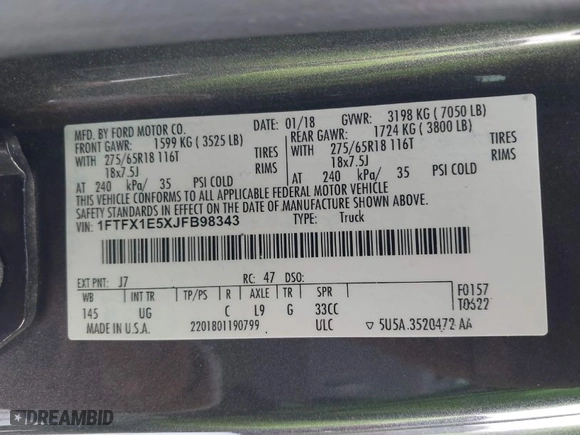 MFD. BY FORD MOTOR CO.
DATE: 01/18 GVWR: 3198 KG ( 7050 LB)
FRONT GAWR: 1599 KG ( 3525 LB) REAR GAWR: 1724 KG ( 3800 LB)
WITH 275/65R18 116T TIRES WITH 275/65R18 116T TIRES
18x7.5J RIMS 18x7.5J RIMS
AT 240 kPa/ 35 PSI COLD AT 240 kPa/ 35 PSI COLD
THIS VEHICLE CONFORMS TO ALL APPLICABLE FEDERAL MOTOR VEHICLE
SAFETY STANDARDS IN EFFECT ON THE DATE OF MANUFACTURE SHOWN ABOVE.
VIN: 1FTFX1E5XJFB98343 TYPE: Truck
EXT PNT: J7 RC: 47 DSO: F0157
WB INT TR TP/PS R AXLE TR SPR T0522
145 UG C L9 G 33CC
MADE IN U.S.A. 2201801190799 ULC ▽ 5U5A.3520472 AA
DREAMBID